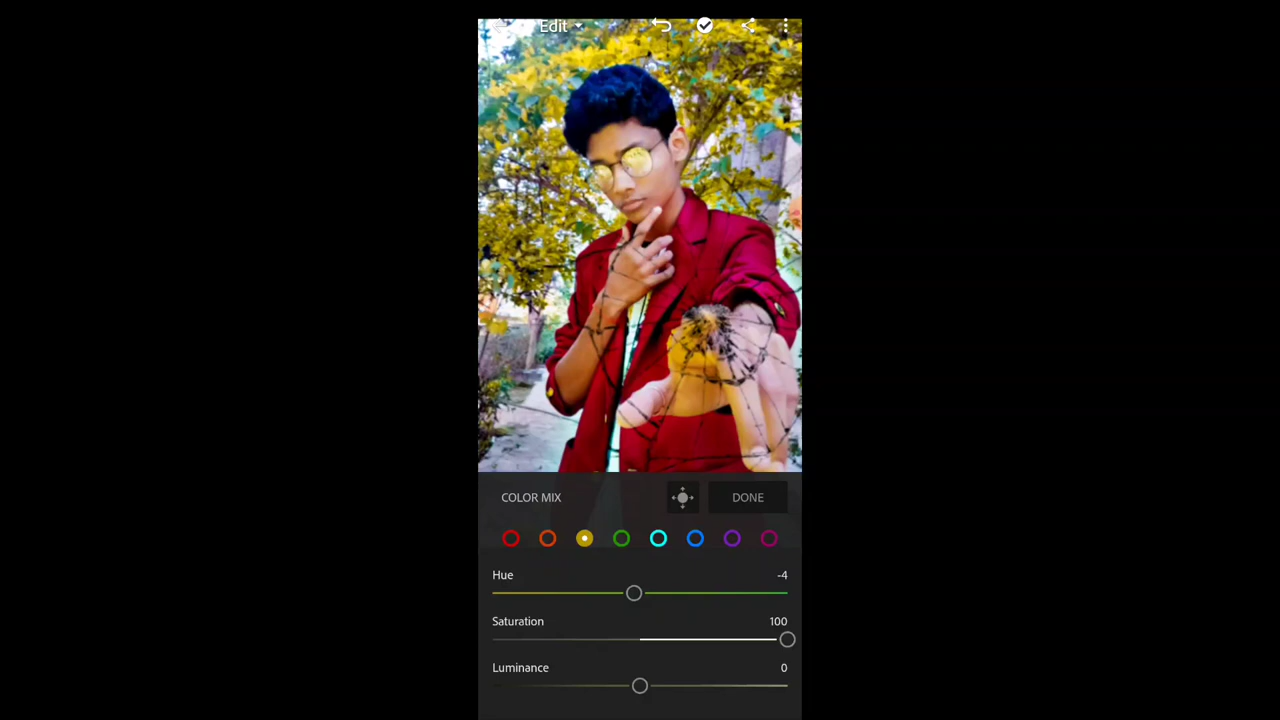 Edit
COLOR MIX
DONE
Hue -4
Saturation 100
Luminance 0